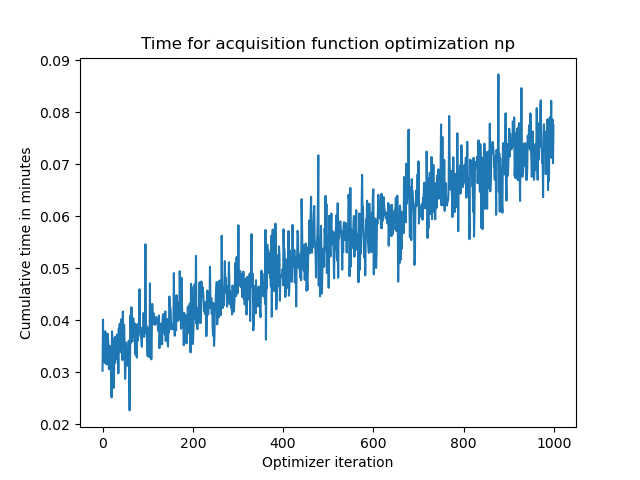 Time for acquisition function optimization np
Cumulative time in minutes
0.09
0.08
0.07
0.06
0.05
0.04
0.03
0.02
0 200 400 600 800 1000
Optimizer iteration